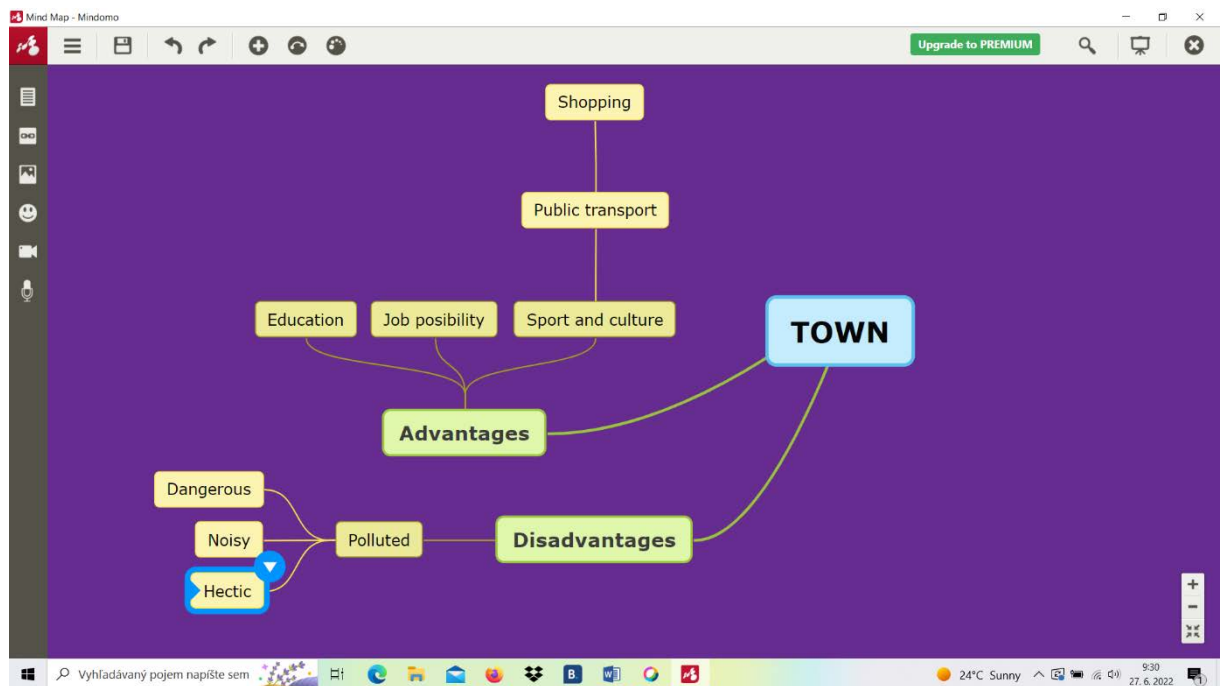 Mind Map - Mindomo
Upgrade to PREMIUM
Shopping
Public transport
Education
Job posibility
Sport and culture
TOWN
Advantages
Dangerous
Noisy
Polluted
Disadvantages
Hectic
Vyhľadávaný pojem napíšte sem
B.
24°C Sunny
9:30
27. 6. 2022